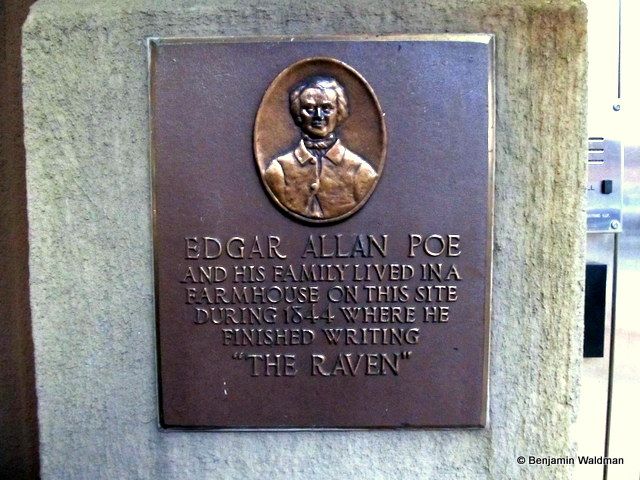 EDGAR ALLAN POE
AND HIS FAMILY LIVED IN A
FARMHOUSE ON THIS SITE
DURING 1844 WHERE HE
FINISHED WRITING
"THE RAVEN"
© Benjamin Waldman